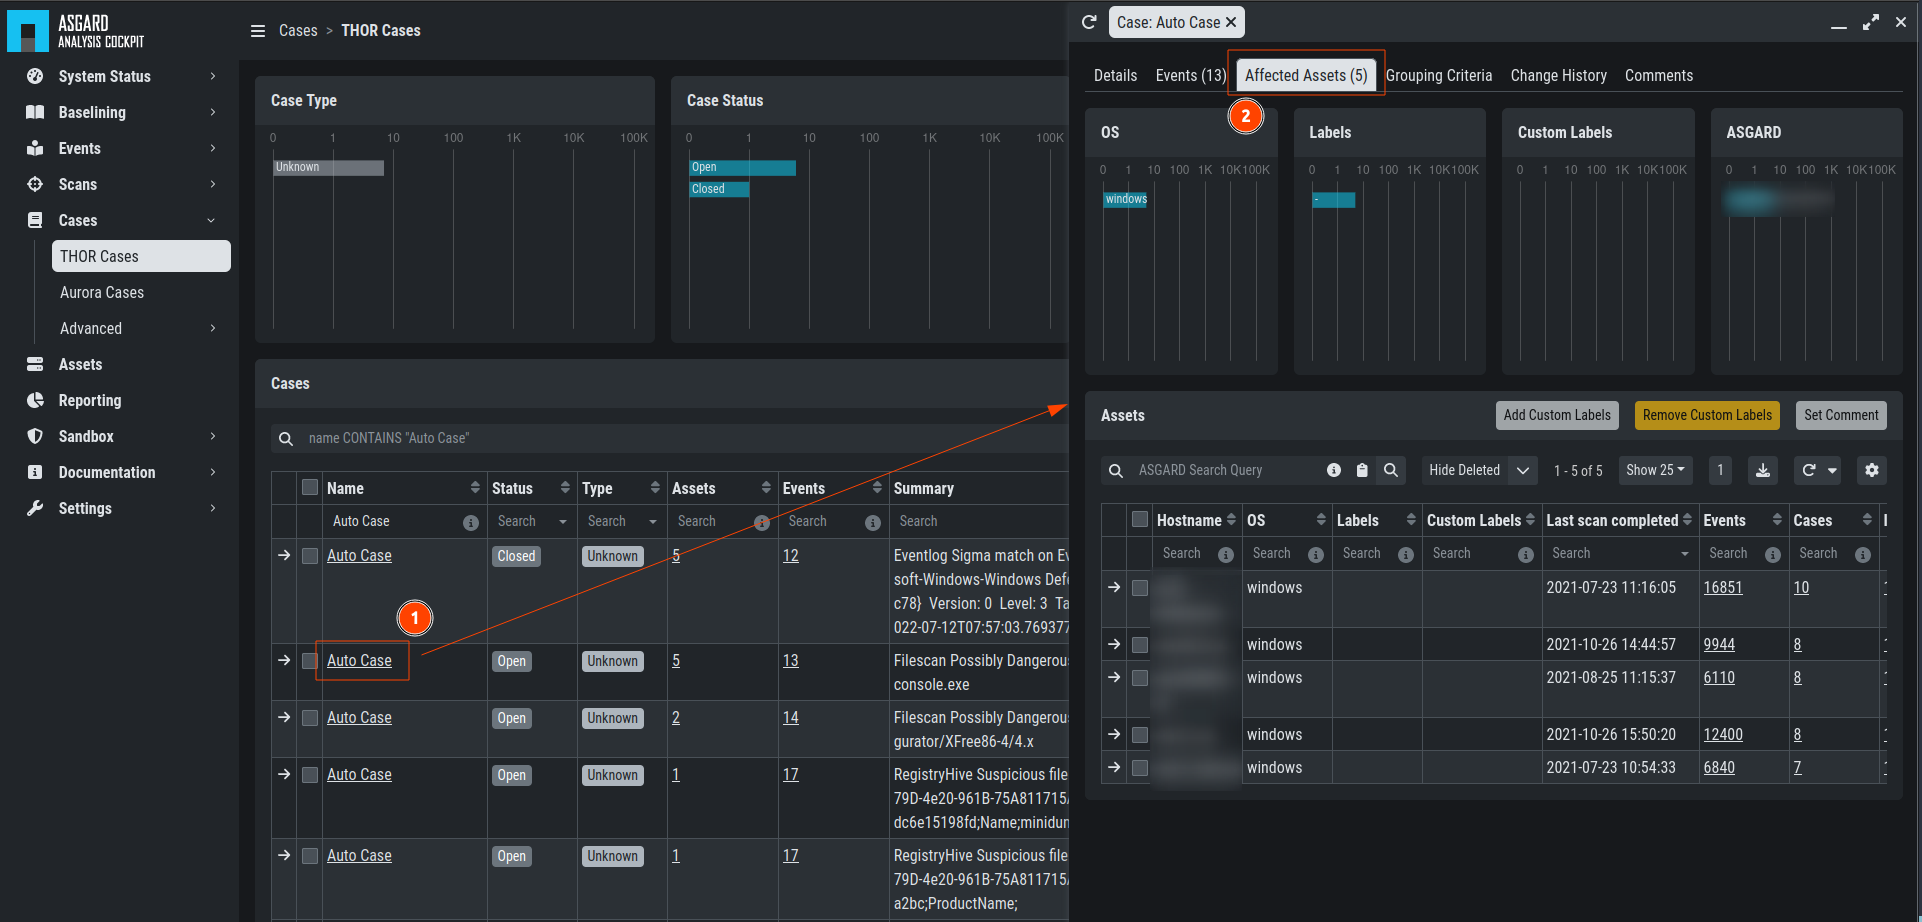 ASGARD
ANALYSIS COCKPIT
System Status
Baselining
Events
Scans
Cases
THOR Cases
Aurora Cases
Advanced
Assets
Reporting
Sandbox
Documentation
Settings
Cases > THOR Cases
Case Type
0 1 10 100 1K 10K 100K
Unknown
Case Status
0 1 10 100 1K 10K 100K
Open
Closed
Cases
name CONTAINS "Auto Case"
Name Status Type Assets Events Summary
Auto Case Search Search Search Search Search
Auto Case Closed Unknown 5 12 Eventlog Sigma match on Ev
soft-Windows-Windows Defe
c78} Version: 0 Level: 3 Ta
022-07-12T07:57:03.769377
1
Auto Case Open Unknown 5 13 Filescan Possibly Dangerou
console.exe
Auto Case Open Unknown 2 14 Filescan Possibly Dangerou
gurator/XFree86-4/4.x
Auto Case Open Unknown 1 17 RegistryHive Suspicious file
79D-4e20-961B-75A811715
dc6e15198fd;Name;minidun
Auto Case Open Unknown 1 17 RegistryHive Suspicious file
79D-4e20-961B-75A811715
a2bc;ProductName;
Case: Auto Case
Details Events (13) Affected Assets (5) Grouping Criteria Change History Comments
2
OS
0 1 10 100 1K 10K 100K
windows
Labels
0 1 10 100 1K 10K 100K
-
Custom Labels
0 1 10 100 1K 10K 100K
ASGARD
0 1 10 100 1K 10K 100K
Assets Add Custom Labels Remove Custom Labels Set Comment
ASGARD Search Query Hide Deleted 1 - 5 of 5 Show 25 1
Hostname OS Labels Custom Labels Last scan completed Events Cases
Search Search Search Search Search Search Search
windows 2021-07-23 11:16:05 16851 10
windows 2021-10-26 14:44:57 9944 8
windows 2021-08-25 11:15:37 6110 8
windows 2021-10-26 15:50:20 12400 8
windows 2021-07-23 10:54:33 6840 7